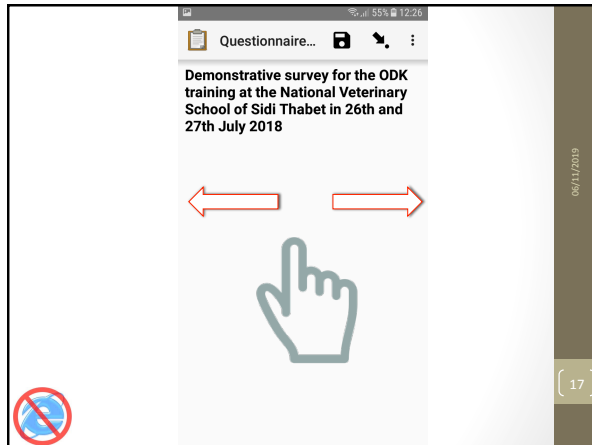 55% 12:26
Questionnaire...
Demonstrative survey for the ODK
training at the National Veterinary
School of Sidi Thabet in 26th and
27th July 2018
06/11/2019
17